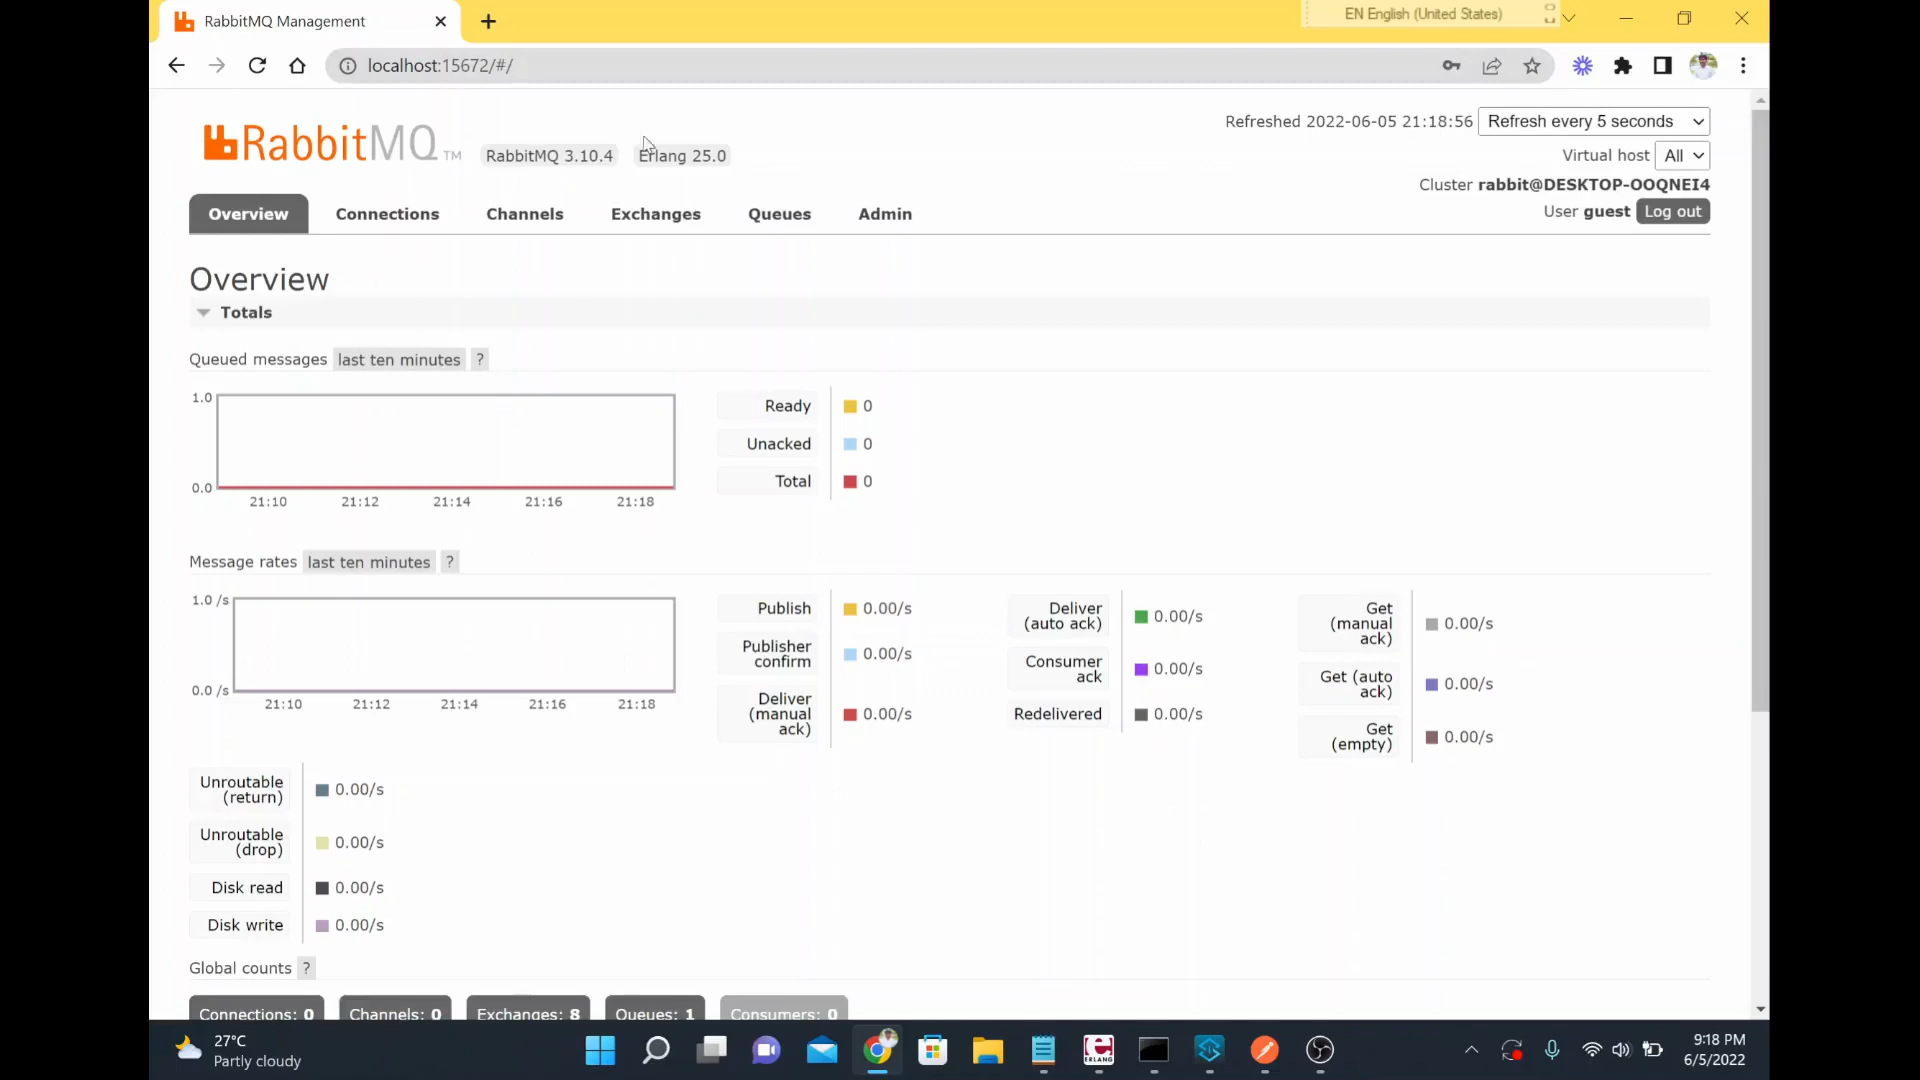 RabbitMQ Management
EN English (United States)
localhost:15672/#/
RabbitMQ TM
RabbitMQ 3.10.4
Erlang 25.0
Refreshed 2022-06-05 21:18:56
Refresh every 5 seconds
Virtual host
All
Cluster rabbit@DESKTOP-OOQNEI4
User guest
Log out
Overview
Connections
Channels
Exchanges
Queues
Admin
Overview
Totals
Queued messages last ten minutes ?
1.0
0.0
21:10
21:12
21:14
21:16
21:18
Ready
0
Unacked
0
Total
0
Message rates last ten minutes ?
1.0 /s
0.0 /s
21:10
21:12
21:14
21:16
21:18
Publish
0.00/s
Publisher
confirm
0.00/s
Deliver
(manual
ack)
0.00/s
Deliver
(auto ack)
0.00/s
Consumer
ack
0.00/s
Redelivered
0.00/s
Get
(manual
ack)
0.00/s
Get (auto
ack)
0.00/s
Get
(empty)
0.00/s
Unroutable
(return)
0.00/s
Unroutable
(drop)
0.00/s
Disk read
0.00/s
Disk write
0.00/s
Global counts ?
Connections: 0
Channels: 0
Exchanges: 8
Queues: 1
Consumers: 0
27°C
Partly cloudy
ERLANG
9:18 PM
6/5/2022